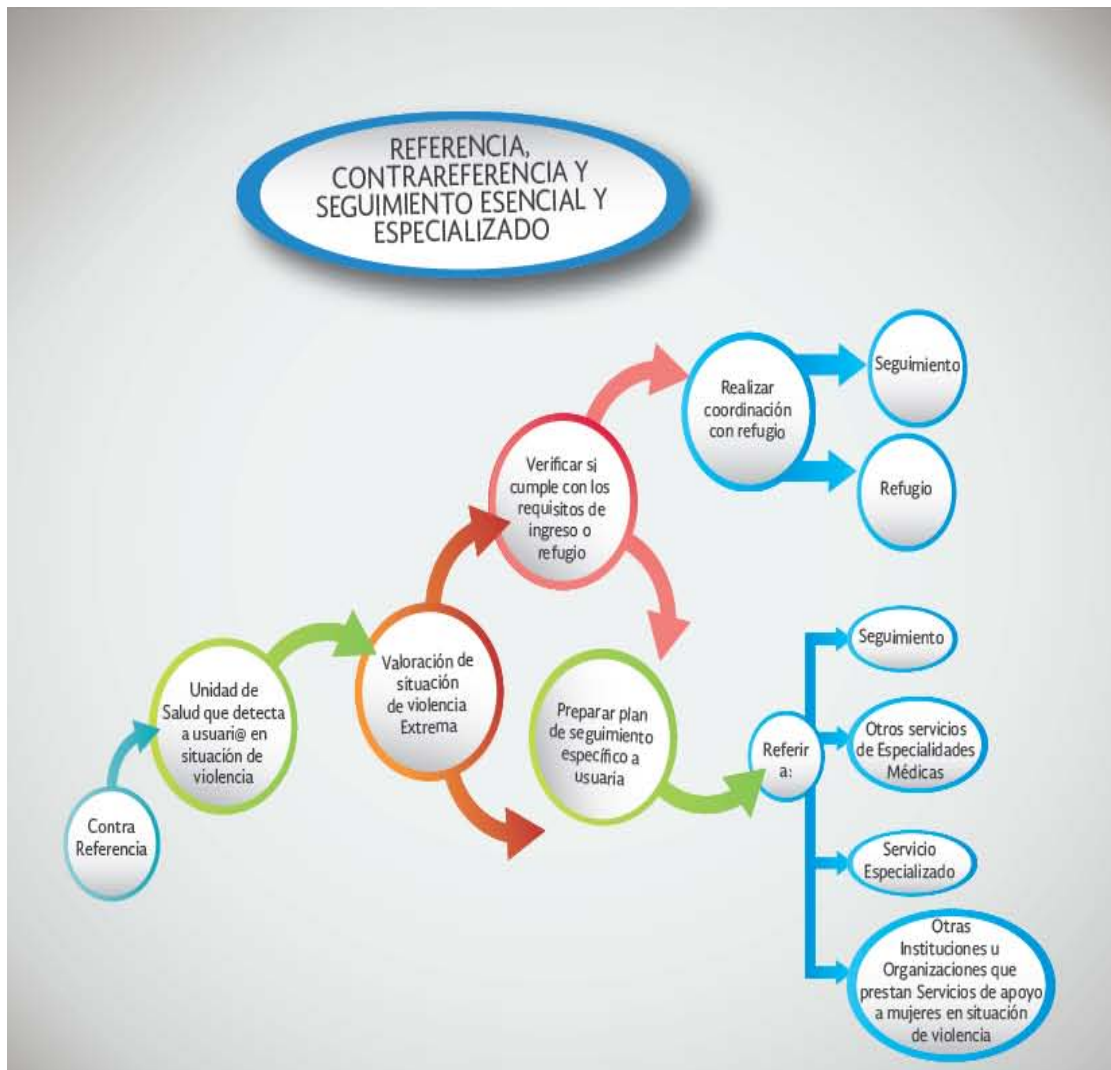 REFERENCIA,
CONTRAREFERENCIA Y
SEGUIMIENTO ESENCIAL Y
ESPECIALIZADO
Contra
Referencia
Unidad de
Salud que detecta
a usuari@ en
situación de
violencia
Valoración de
situación
de violencia
Extrema
Verificar si
cumple con los
requisitos de
ingreso o
refugio
Realizar
coordinación
con refugio
Seguimiento
Refugio
Preparar plan
de seguimiento
específico a
usuaria
Referir
a:
Seguimiento
Otros servicios
de Especialidades
Médicas
Servicio
Especializado
Otras
Instituciones u
Organizaciones que
prestan Servicios de apoyo
a mujeres en situación
de violencia